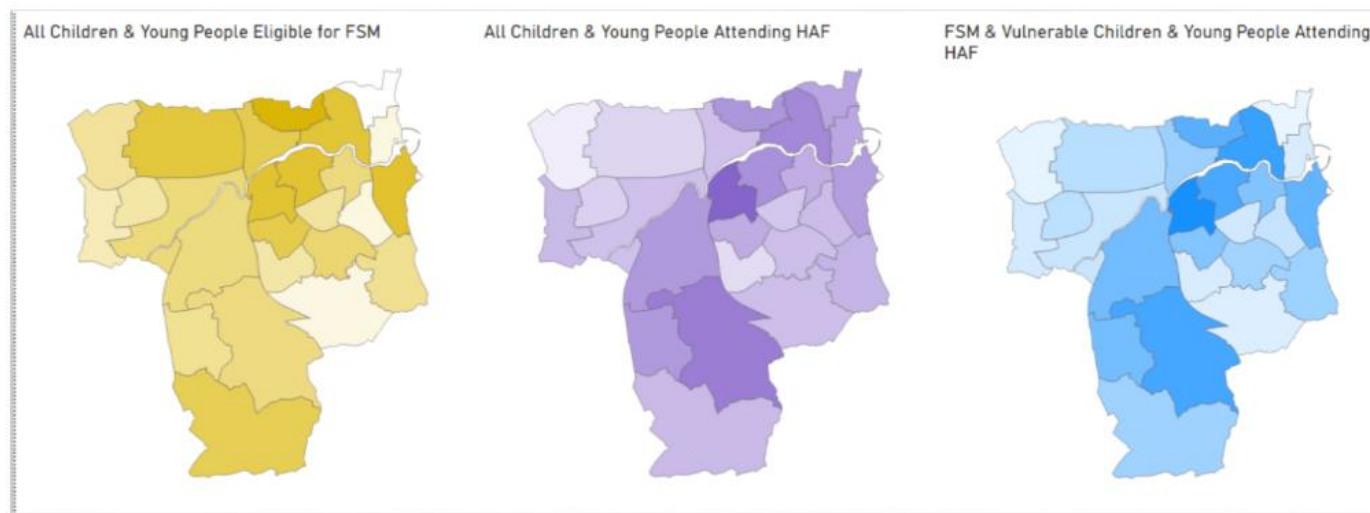 All Children & Young People Eligible for FSM
All Children & Young People Attending HAF
FSM & Vulnerable Children & Young People Attending
HAF